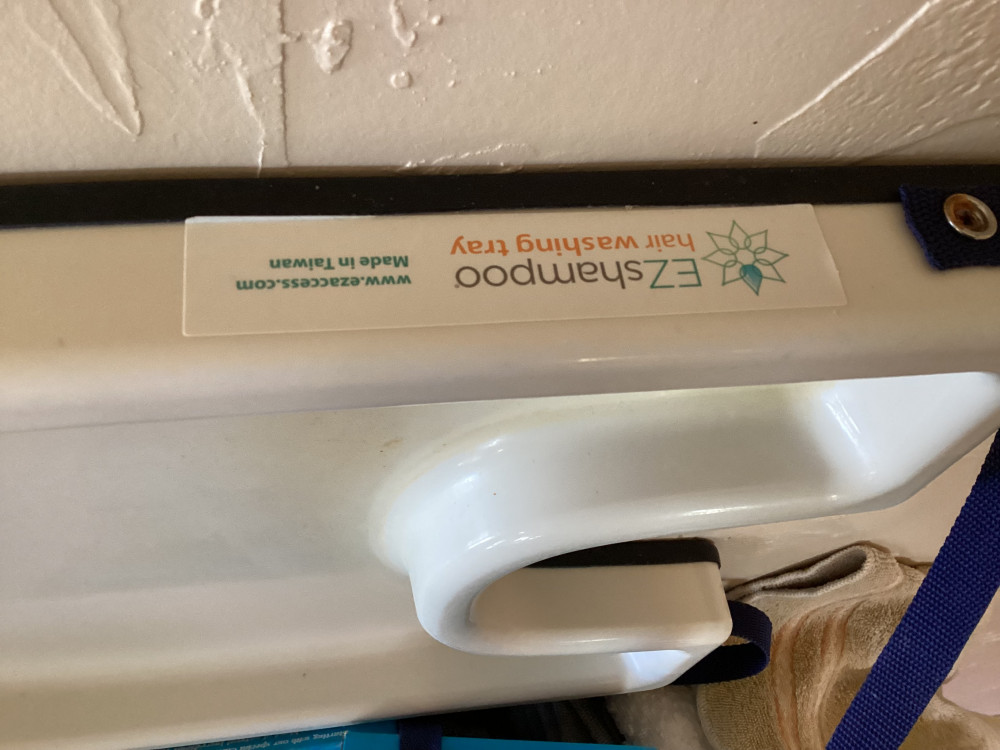 EZshampoo®
hair washing tray
www.ezaccess.com
Made in Taiwan